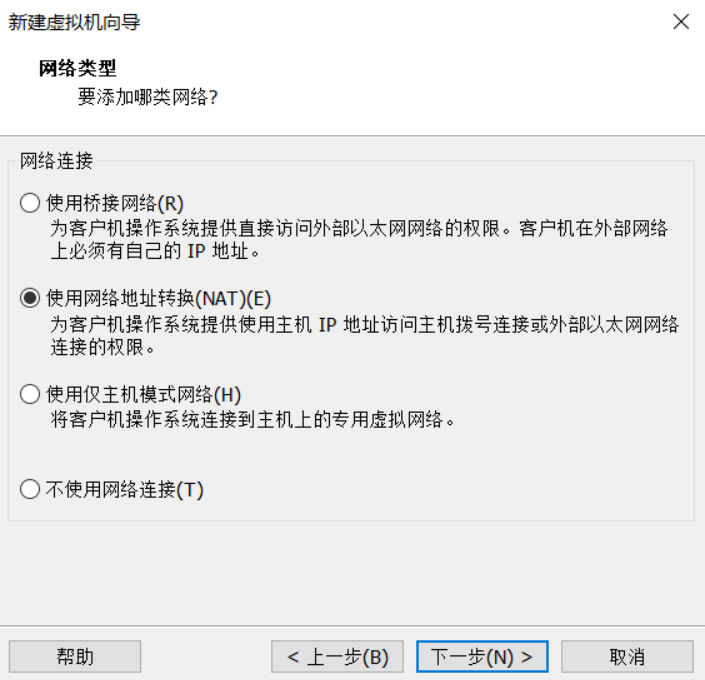 新建虚拟机向导
网络类型
要添加哪类网络?
网络连接
使用桥接网络(R)
为客户机操作系统提供直接访问外部以太网网络的权限。客户机在外部网络
上必须有自己的 IP 地址。
使用网络地址转换(NAT)(E)
为客户机操作系统提供使用主机 IP 地址访问主机拨号连接或外部以太网网络
连接的权限。
使用仅主机模式网络(H)
将客户机操作系统连接到主机上的专用虚拟网络。
不使用网络连接(T)
帮助
< 上一步(B)
下一步(N) >
取消